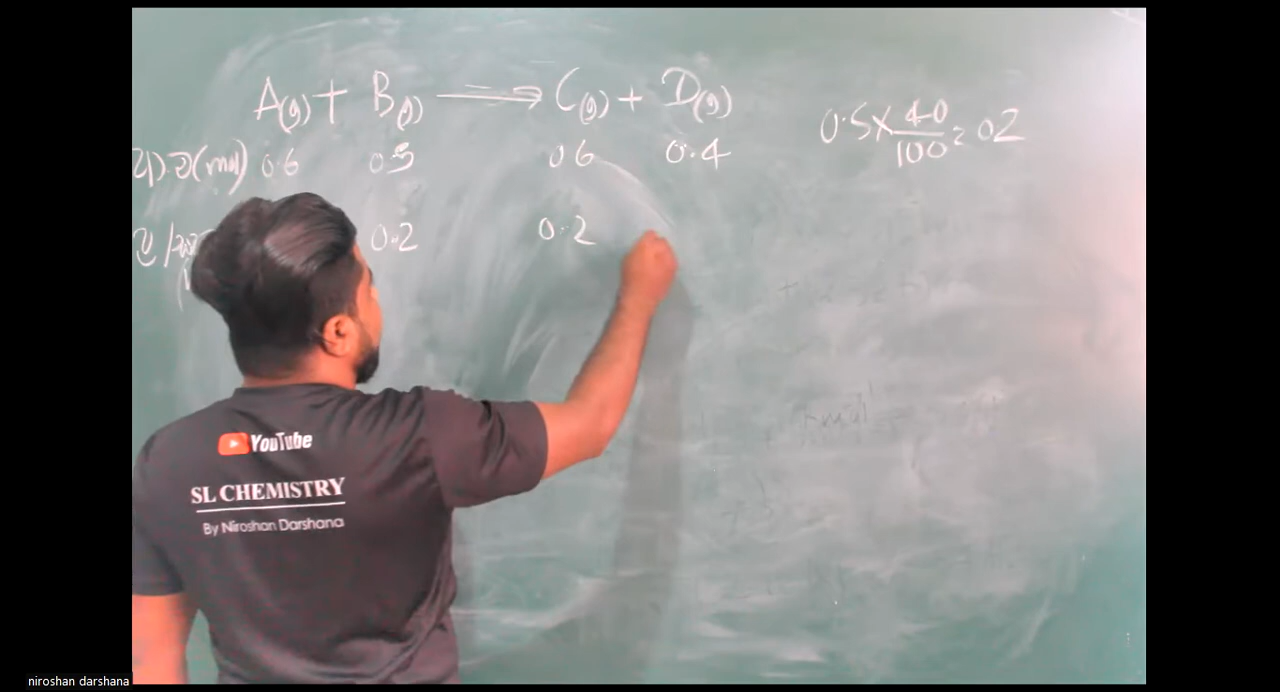 A(g) + B(g) ⟶ C(g) + D(g)
(mol) 0.6 0.5 0.6 0.4
0.5 × 40/100 = 0.2
0.2 0.2
YouTube
SL CHEMISTRY
By Niroshan Darshana
niroshan darshana